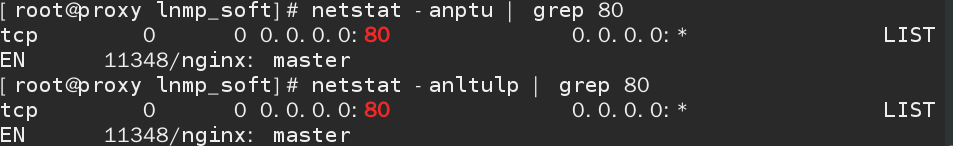 [root@proxy lnmp_soft]# netstat -anptu | grep 80
tcp        0      0 0.0.0.0:80              0.0.0.0:*               LIST
EN      11348/nginx: master
[root@proxy lnmp_soft]# netstat -anltulp | grep 80
tcp        0      0 0.0.0.0:80              0.0.0.0:*               LIST
EN      11348/nginx: master